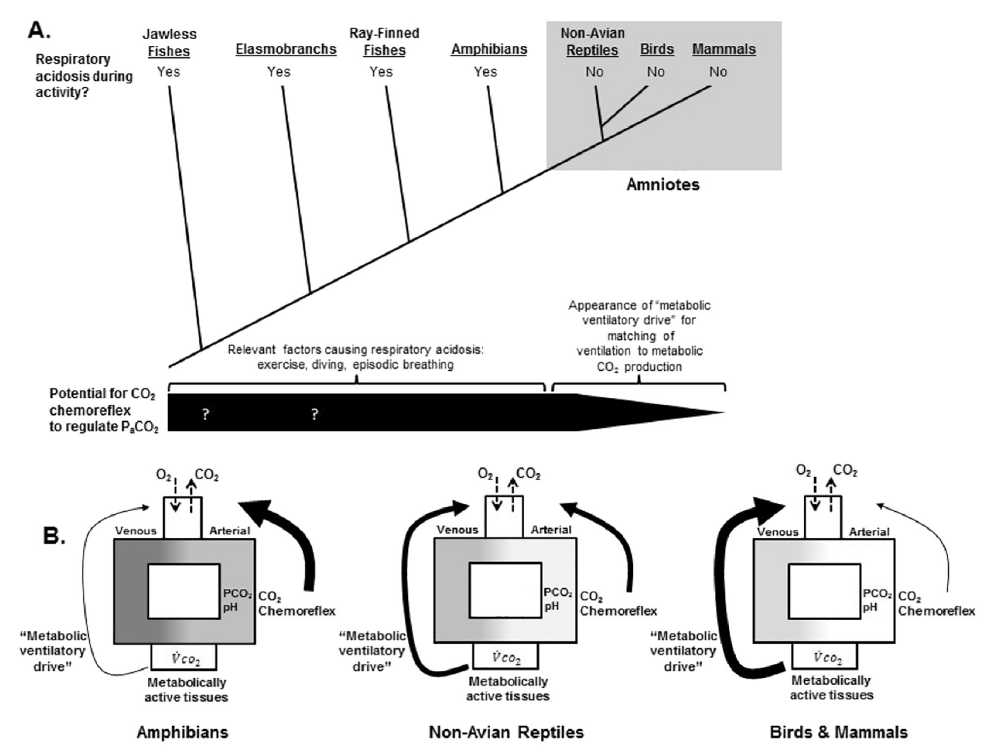 A.
Respiratory
acidosis during
activity?
Jawless
Fishes
Yes
Elasmobranchs
Yes
Ray-Finned
Fishes
Yes
Amphibians
Yes
Non-Avian
Reptiles
No
Birds
No
Mammals
No
Amniotes
Relevant factors causing respiratory acidosis:
exercise, diving, episodic breathing
Appearance of "metabolic
ventilatory drive" for
matching of
ventilation to metabolic
CO₂ production
Potential for CO₂
chemoreflex
to regulate PₐCO₂
?
?
B.
O₂
CO₂
Venous
Arterial
PCO₂
pH
CO₂
Chemoreflex
"Metabolic
ventilatory
drive"
V̇co₂
Metabolically
active tissues
Amphibians
O₂
CO₂
Venous
Arterial
PCO₂
pH
CO₂
Chemoreflex
"Metabolic
ventilatory
drive"
V̇co₂
Metabolically
active tissues
Non-Avian Reptiles
O₂
CO₂
Venous
Arterial
PCO₂
pH
CO₂
Chemoreflex
"Metabolic
ventilatory
drive"
V̇co₂
Metabolically
active tissues
Birds & Mammals